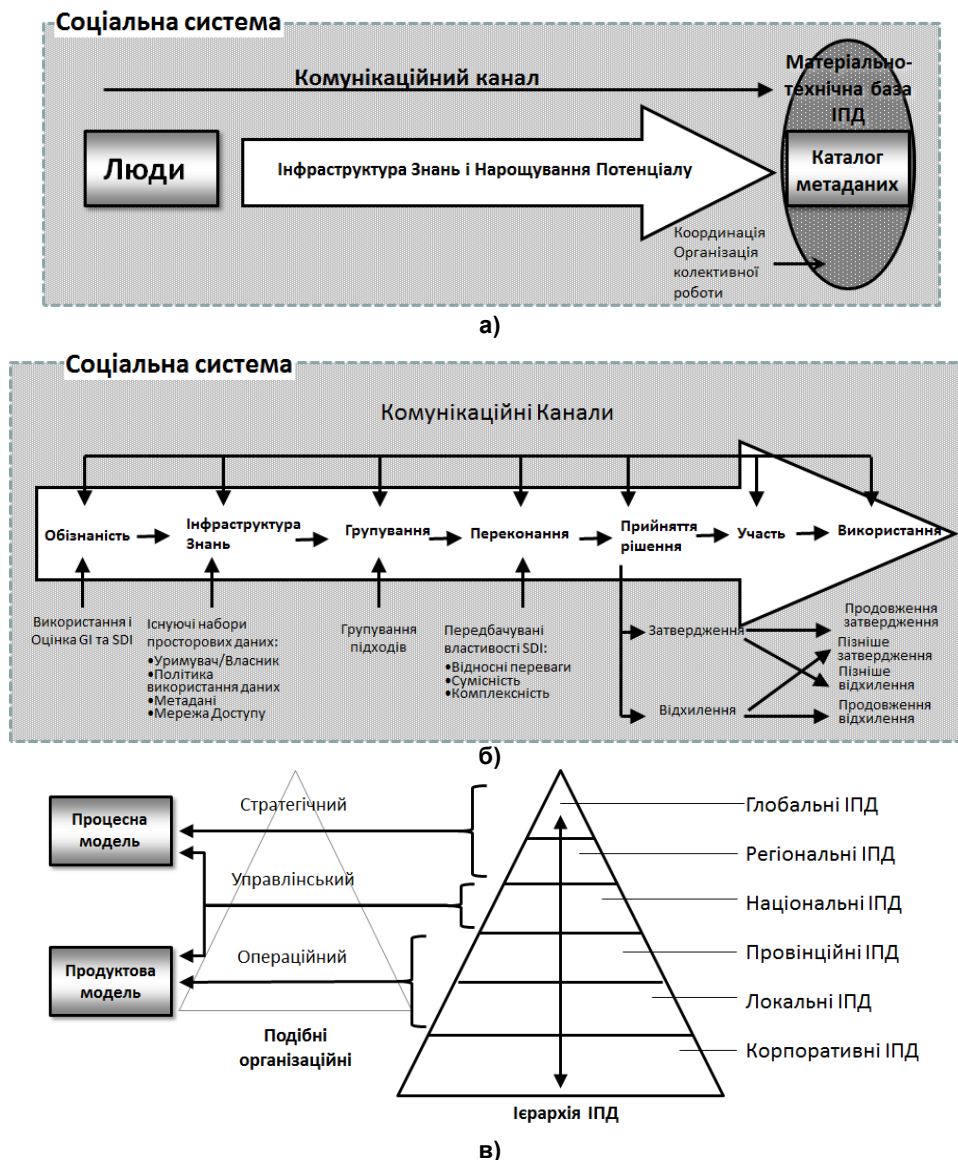 Соціальна система
Комунікаційний канал
Матеріально-
технічна база
ІПД
Люди
Інфраструктура Знань і Нарощування Потенціалу
Каталог
метаданих
Координація
Організація
колективної
роботи
а)
Соціальна система
Комунікаційні Канали
Обізнаність
Інфраструктура
Знань
Групування
Переконання
Прийняття
рішення
Участь
Використання
Використання і
Оцінка GI та SDI
Існуючі набори
просторових даних:
•Уримувач/Власник
•Політика
використання даних
•Метадані
•Мережа Доступу
Групування
підходів
Передбачувані
властивості SDI:
•Відносні переваги
•Сумісність
•Комплексність
Затвердження
Відхилення
Продовження
затвердження
Пізніше
затвердження
Пізніше
відхилення
Продовження
відхилення
б)
Процесна
модель
Продуктова
модель
Стратегічний
Управлінський
Операційний
Подібні
організаційні
Глобальні ІПД
Регіональні ІПД
Національні ІПД
Провінційні ІПД
Локальні ІПД
Корпоративні ІПД
Ієрархія ІПД
в)